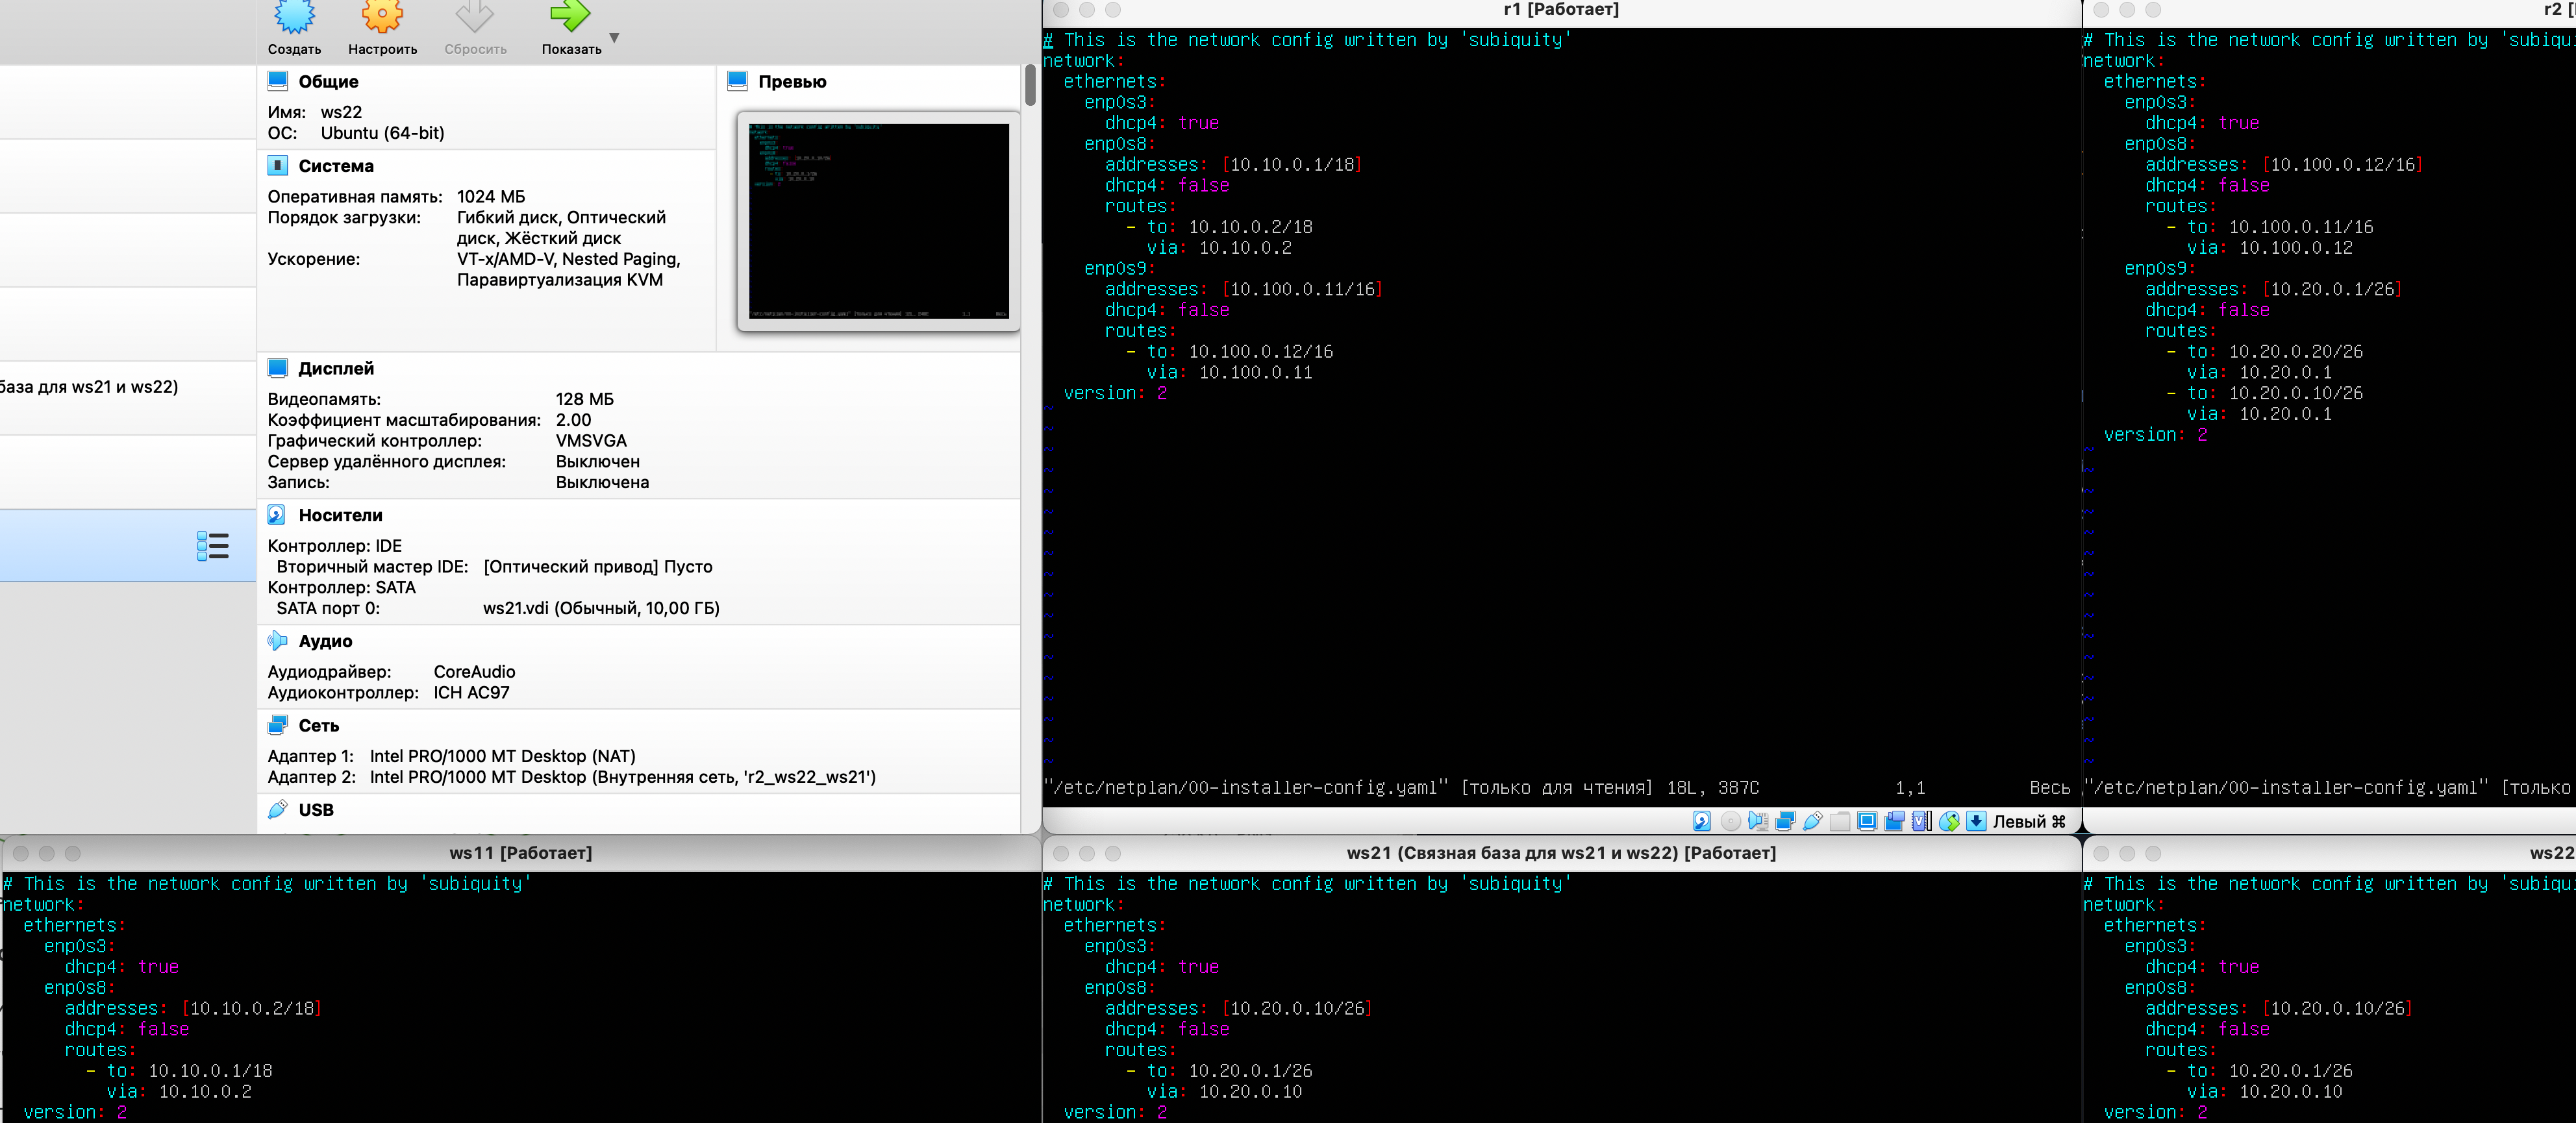 Создать
Настроить
Сбросить
Показать
база для ws21 и ws22)
Общие
Имя: ws22
ОС: Ubuntu (64-bit)
Система
Оперативная память: 1024 МБ
Порядок загрузки: Гибкий диск, Оптический
диск, Жёсткий диск
Ускорение: VT-x/AMD-V, Nested Paging,
Паравиртуализация KVM
Превью
Дисплей
Видеопамять: 128 МБ
Коэффициент масштабирования: 2.00
Графический контроллер: VMSVGA
Сервер удалённого дисплея: Выключен
Запись: Выключена
Носители
Контроллер: IDE
Вторичный мастер IDE: [Оптический привод] Пусто
Контроллер: SATA
SATA порт 0: ws21.vdi (Обычный, 10,00 ГБ)
Аудио
Аудиодрайвер: CoreAudio
Аудиоконтроллер: ICH AC97
Сеть
Адаптер 1: Intel PRO/1000 MT Desktop (NAT)
Адаптер 2: Intel PRO/1000 MT Desktop (Внутренняя сеть, 'r2_ws22_ws21')
USB
r1 [Работает]
# This is the network config written by 'subiquity'
network:
ethernets:
enp0s3:
dhcp4: true
enp0s8:
addresses: [10.10.0.1/18]
dhcp4: false
routes:
- to: 10.10.0.2/18
via: 10.10.0.2
enp0s9:
addresses: [10.100.0.11/16]
dhcp4: false
routes:
- to: 10.100.0.12/16
via: 10.100.0.11
version: 2
"/etc/netplan/00-installer-config.yaml" [только для чтения] 18L, 387C 1,1 Весь
Левый ⌘
r2 [
# This is the network config written by 'subiqu
network:
ethernets:
enp0s3:
dhcp4: true
enp0s8:
addresses: [10.100.0.12/16]
dhcp4: false
routes:
- to: 10.100.0.11/16
via: 10.100.0.12
enp0s9:
addresses: [10.20.0.1/26]
dhcp4: false
routes:
- to: 10.20.0.20/26
via: 10.20.0.1
- to: 10.20.0.10/26
via: 10.20.0.1
version: 2
"/etc/netplan/00-installer-config.yaml" [только
ws11 [Работает]
# This is the network config written by 'subiquity'
network:
ethernets:
enp0s3:
dhcp4: true
enp0s8:
addresses: [10.10.0.2/18]
dhcp4: false
routes:
- to: 10.10.0.1/18
via: 10.10.0.2
version: 2
ws21 (Связная база для ws21 и ws22) [Работает]
# This is the network config written by 'subiquity'
network:
ethernets:
enp0s3:
dhcp4: true
enp0s8:
addresses: [10.20.0.10/26]
dhcp4: false
routes:
- to: 10.20.0.1/26
via: 10.20.0.10
version: 2
ws22
# This is the network config written by 'subiqu
network:
ethernets:
enp0s3:
dhcp4: true
enp0s8:
addresses: [10.20.0.10/26]
dhcp4: false
routes:
- to: 10.20.0.1/26
via: 10.20.0.10
version: 2